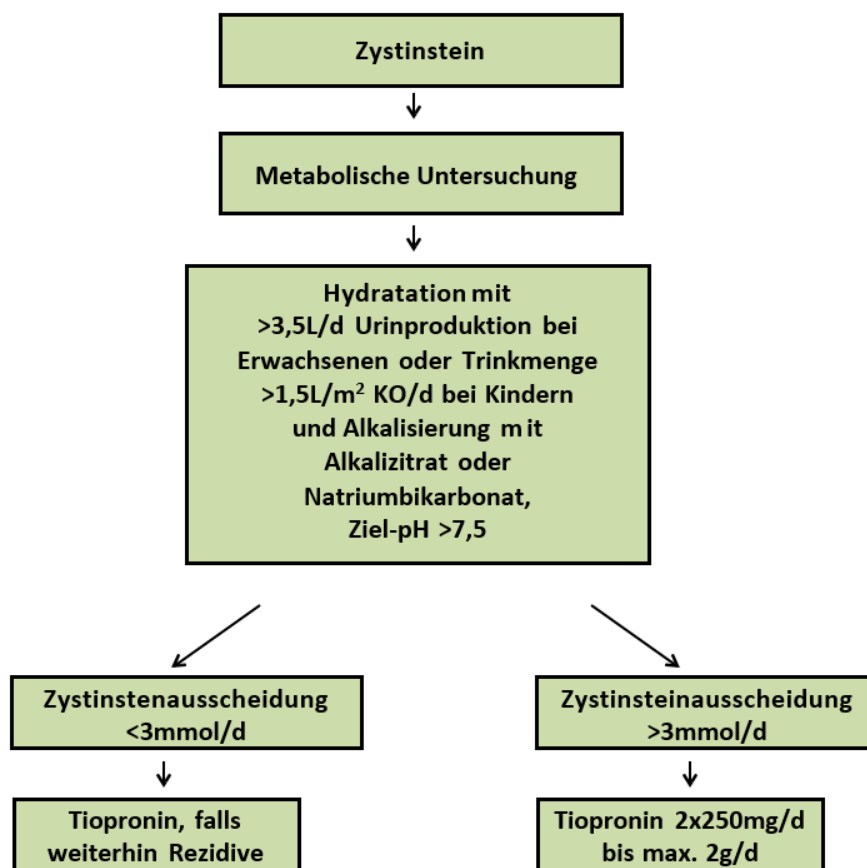 Zystinstein
Metabolische Untersuchung
Hydratation mit
>3,5L/d Urinproduktion bei
Erwachsenen oder Trinkmenge
>1,5L/m² KO/d bei Kindern
und Alkalisierung mit
Alkalizitrat oder
Natriumbikarbonat,
Ziel-pH >7,5
Zystinstenausscheidung
<3mmol/d
Zystinsteinausscheidung
>3mmol/d
Tiopronin, falls
weiterhin Rezidive
Tiopronin 2x250mg/d
bis max. 2g/d